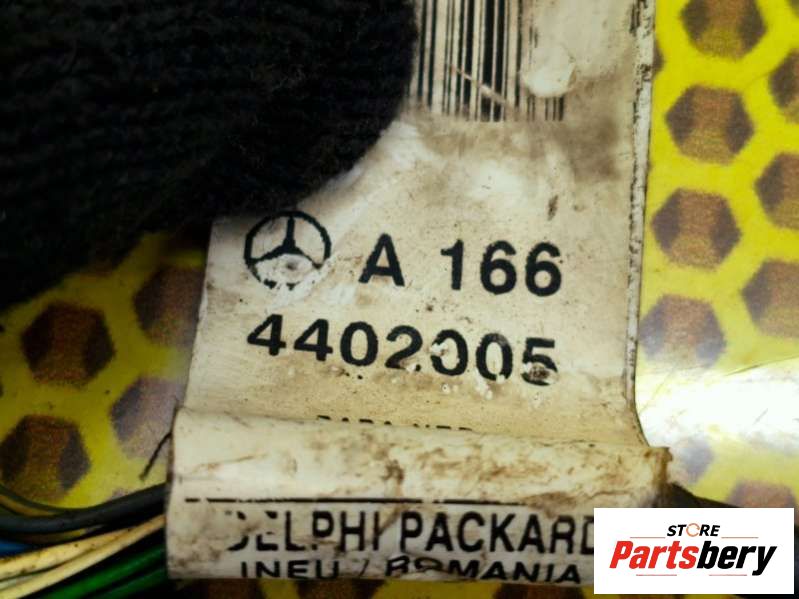 A 166
4402005
DELPHI PACKARD
INEU / ROMANIA
STORE
Partsbery